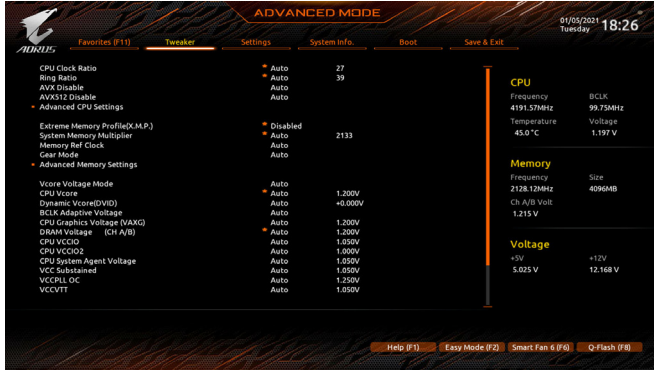 ADVANCED MODE
01/05/2021 Tuesday 18:26
AORUS
Favorites (F11) Tweaker Settings System Info. Boot Save & Exit
CPU Clock Ratio * Auto 27
Ring Ratio * Auto 39
AVX Disable Auto
AVX512 Disable Auto
* Advanced CPU Settings
Extreme Memory Profile(X.M.P.) * Disabled
System Memory Multiplier * Auto 2133
Memory Ref Clock Auto
Gear Mode Auto
* Advanced Memory Settings
Vcore Voltage Mode Auto
CPU Vcore * Auto 1.200V
Dynamic Vcore(DVID) Auto +0.000V
BCLK Adaptive Voltage Auto
CPU Graphics Voltage (VAXG) Auto 1.200V
DRAM Voltage (CH A/B) * Auto 1.200V
CPU VCCIO Auto 1.050V
CPU VCCIO2 Auto 1.000V
CPU System Agent Voltage Auto 1.050V
VCC Substained Auto 1.050V
VCCPLL OC Auto 1.250V
VCCVTT Auto 1.050V
CPU
Frequency BCLK
4191.57MHz 99.75MHz
Temperature Voltage
45.0 °C 1.197 V
Memory
Frequency Size
2128.12MHz 4096MB
Ch A/B Volt
1.215 V
Voltage
+5V +12V
5.025 V 12.168 V
Help (F1) Easy Mode (F2) Smart Fan 6 (F6) Q-Flash (F8)